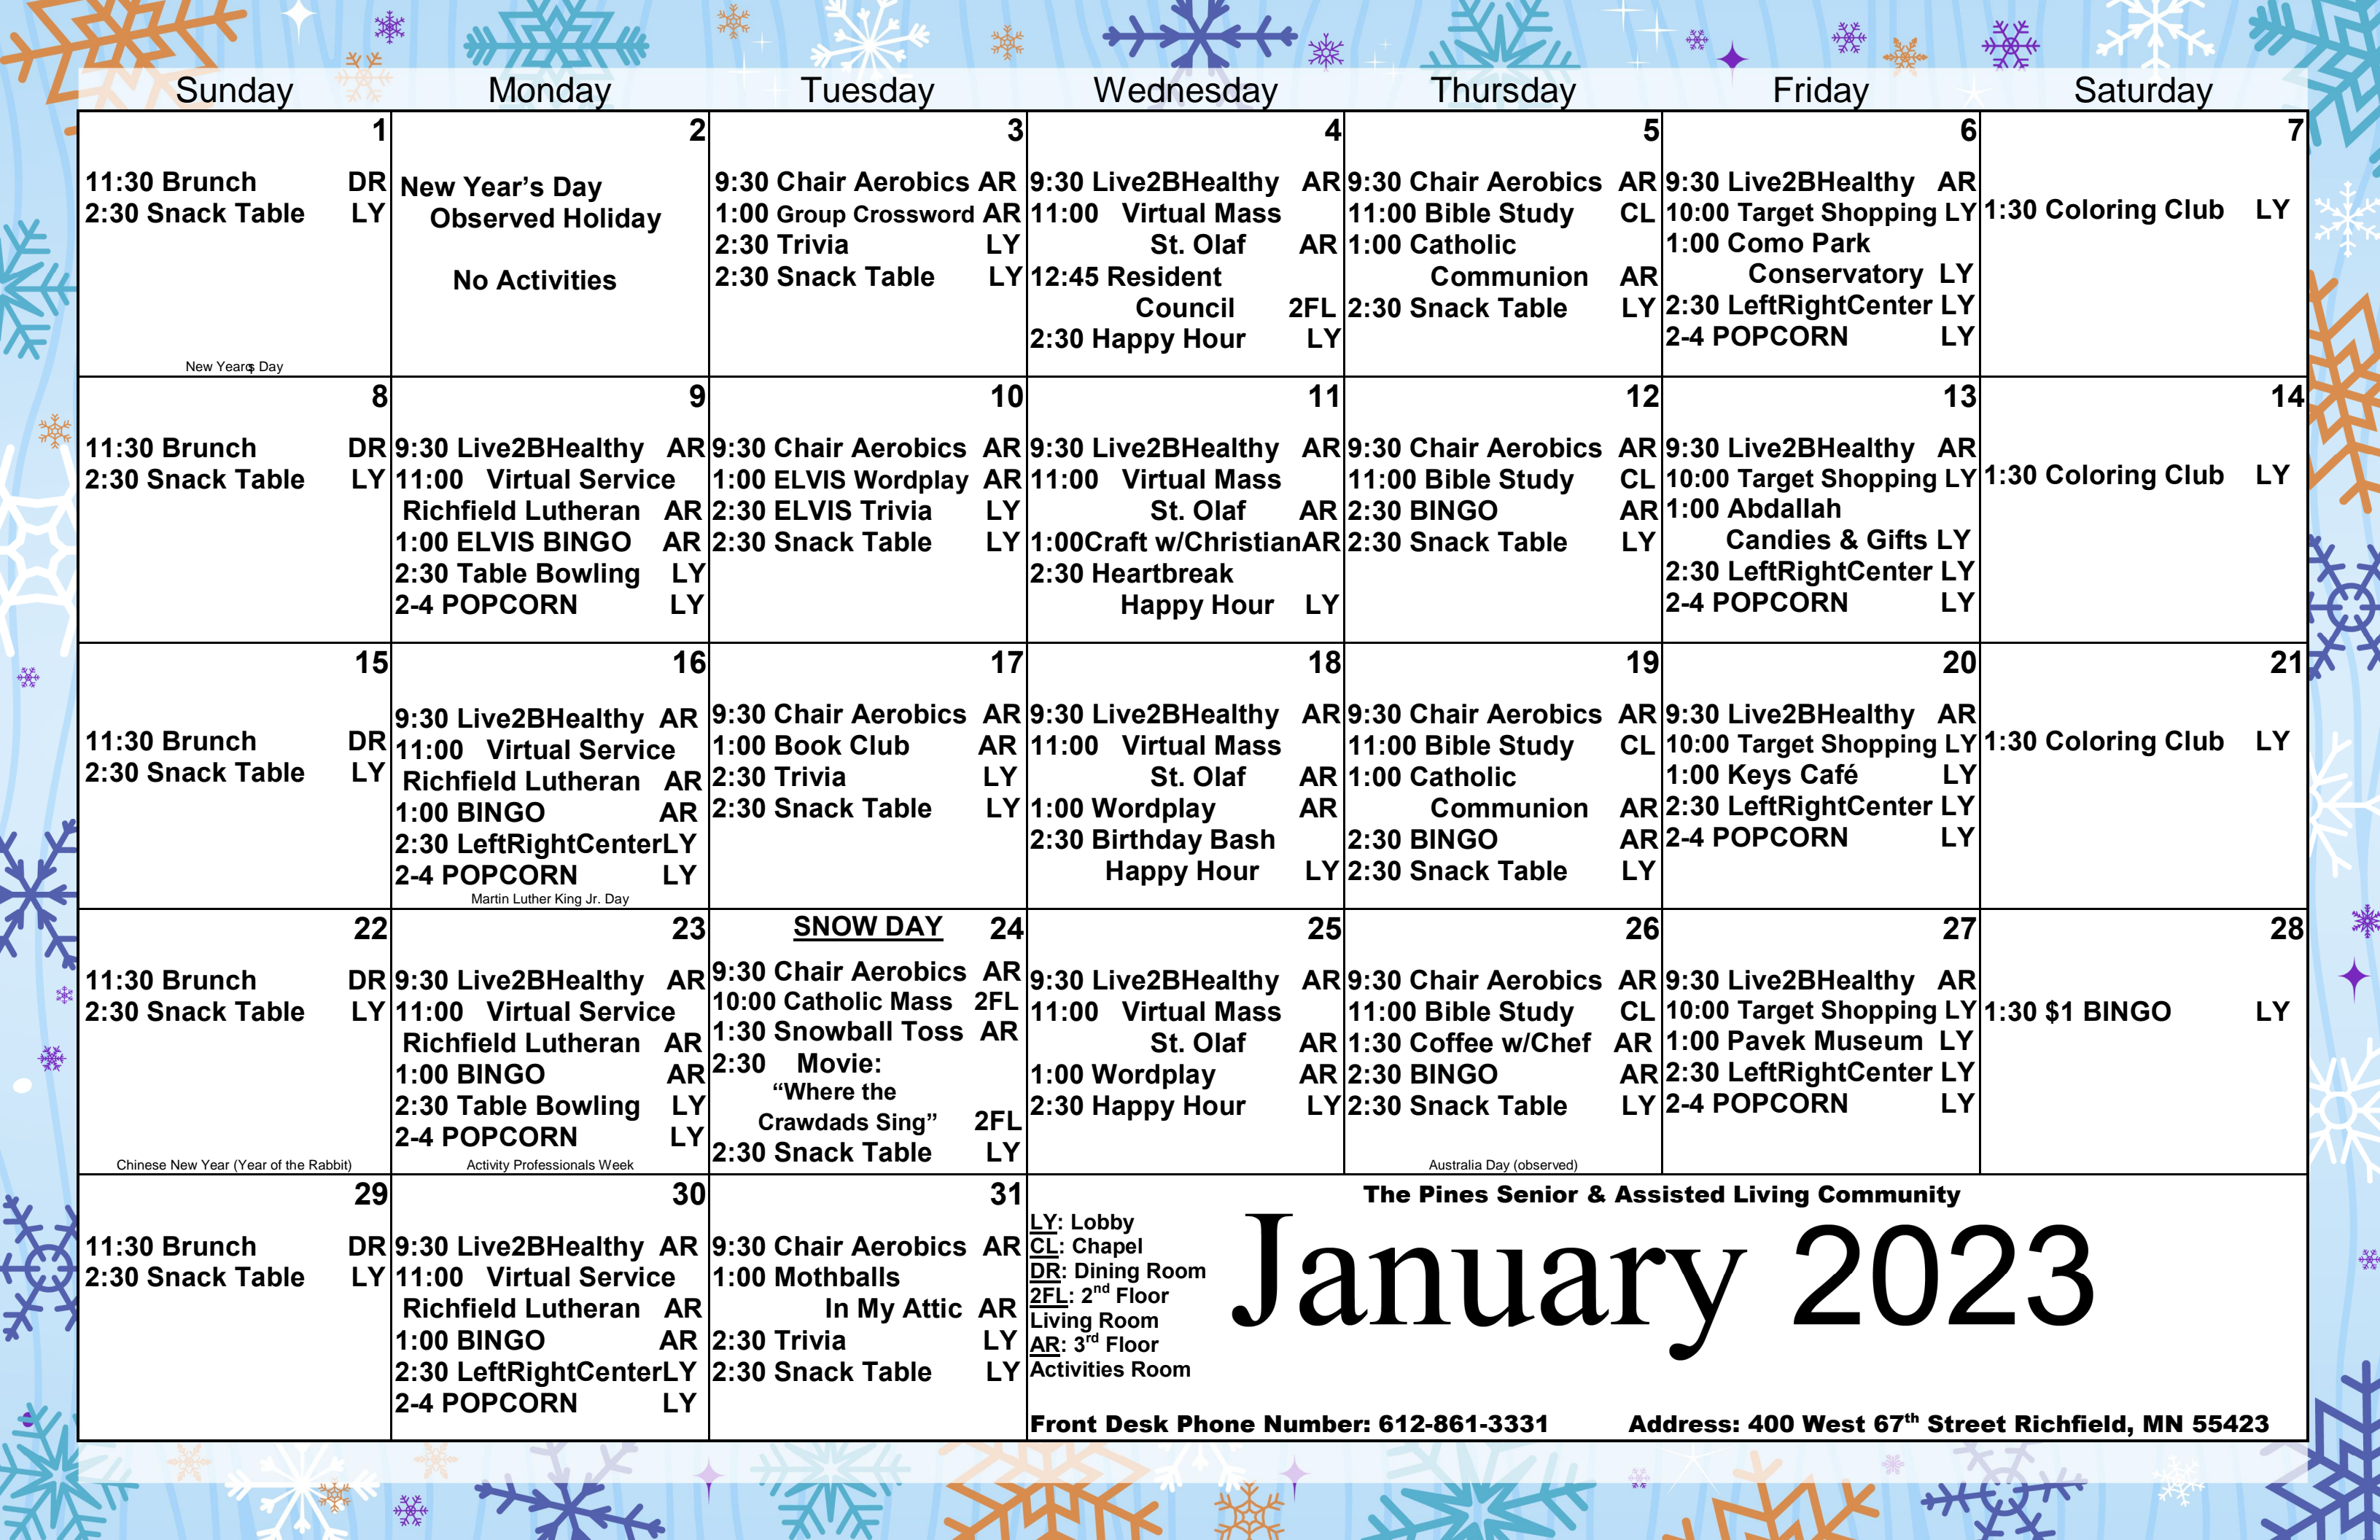 Sunday Monday Tuesday Wednesday Thursday Friday Saturday
1
11:30 Brunch DR
2:30 Snack Table LY
New Years Day
2
New Year’s Day
Observed Holiday
No Activities
3
9:30 Chair Aerobics AR
1:00 Group Crossword AR
2:30 Trivia LY
2:30 Snack Table LY
4
9:30 Live2BHealthy AR
11:00 Virtual Mass
St. Olaf AR
12:45 Resident
Council 2FL
2:30 Happy Hour LY
5
9:30 Chair Aerobics AR
11:00 Bible Study CL
1:00 Catholic
Communion AR
2:30 Snack Table LY
6
9:30 Live2BHealthy AR
10:00 Target Shopping LY
1:00 Como Park
Conservatory LY
2:30 LeftRightCenter LY
2-4 POPCORN LY
7
1:30 Coloring Club LY
8
11:30 Brunch DR
2:30 Snack Table LY
9
9:30 Live2BHealthy AR
11:00 Virtual Service
Richfield Lutheran AR
1:00 ELVIS BINGO AR
2:30 Table Bowling LY
2-4 POPCORN LY
10
9:30 Chair Aerobics AR
1:00 ELVIS Wordplay AR
2:30 ELVIS Trivia LY
2:30 Snack Table LY
11
9:30 Live2BHealthy AR
11:00 Virtual Mass
St. Olaf AR
1:00Craft w/ChristianAR
2:30 Heartbreak
Happy Hour LY
12
9:30 Chair Aerobics AR
11:00 Bible Study CL
2:30 BINGO AR
2:30 Snack Table LY
13
9:30 Live2BHealthy AR
10:00 Target Shopping LY
1:00 Abdallah
Candies & Gifts LY
2:30 LeftRightCenter LY
2-4 POPCORN LY
14
1:30 Coloring Club LY
15
11:30 Brunch DR
2:30 Snack Table LY
16
9:30 Live2BHealthy AR
11:00 Virtual Service
Richfield Lutheran AR
1:00 BINGO AR
2:30 LeftRightCenterLY
2-4 POPCORN LY
Martin Luther King Jr. Day
17
9:30 Chair Aerobics AR
1:00 Book Club AR
2:30 Trivia LY
2:30 Snack Table LY
18
9:30 Live2BHealthy AR
11:00 Virtual Mass
St. Olaf AR
1:00 Wordplay AR
2:30 Birthday Bash
Happy Hour LY
19
9:30 Chair Aerobics AR
11:00 Bible Study CL
1:00 Catholic
Communion AR
2:30 BINGO AR
2:30 Snack Table LY
20
9:30 Live2BHealthy AR
10:00 Target Shopping LY
1:00 Keys Café LY
2:30 LeftRightCenter LY
2-4 POPCORN LY
21
1:30 Coloring Club LY
22
11:30 Brunch DR
2:30 Snack Table LY
Chinese New Year (Year of the Rabbit)
23
9:30 Live2BHealthy AR
11:00 Virtual Service
Richfield Lutheran AR
1:00 BINGO AR
2:30 Table Bowling LY
2-4 POPCORN LY
Activity Professionals Week
SNOW DAY 24
9:30 Chair Aerobics AR
10:00 Catholic Mass 2FL
1:30 Snowball Toss AR
2:30 Movie:
“Where the
Crawdads Sing” 2FL
2:30 Snack Table LY
25
9:30 Live2BHealthy AR
11:00 Virtual Mass
St. Olaf AR
1:00 Wordplay AR
2:30 Happy Hour LY
26
9:30 Chair Aerobics AR
11:00 Bible Study CL
1:30 Coffee w/Chef AR
2:30 BINGO AR
2:30 Snack Table LY
Australia Day (observed)
27
9:30 Live2BHealthy AR
10:00 Target Shopping LY
1:00 Pavek Museum LY
2:30 LeftRightCenter LY
2-4 POPCORN LY
28
1:30 $1 BINGO LY
29
11:30 Brunch DR
2:30 Snack Table LY
30
9:30 Live2BHealthy AR
11:00 Virtual Service
Richfield Lutheran AR
1:00 BINGO AR
2:30 LeftRightCenterLY
2-4 POPCORN LY
31
9:30 Chair Aerobics AR
1:00 Mothballs
In My Attic AR
2:30 Trivia LY
2:30 Snack Table LY
The Pines Senior & Assisted Living Community
January 2023
LY: Lobby
CL: Chapel
DR: Dining Room
2FL: 2nd Floor
Living Room
AR: 3rd Floor
Activities Room
Front Desk Phone Number: 612-861-3331 Address: 400 West 67th Street Richfield, MN 55423